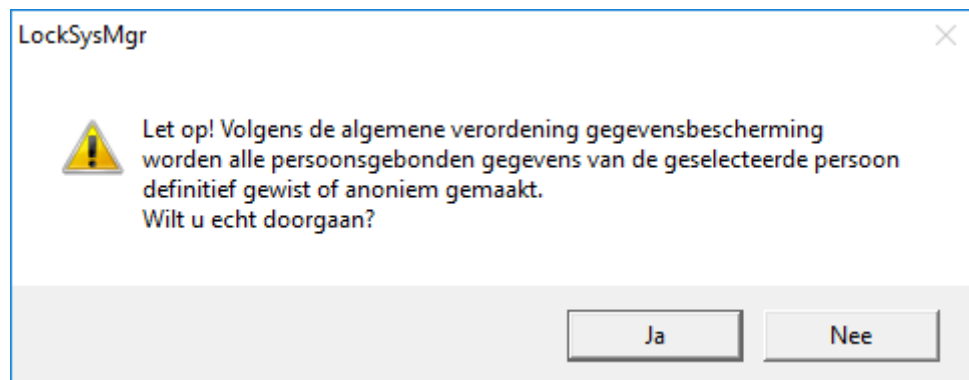 LockSysMgr
Let op! Volgens de algemene verordening gegevensbescherming
worden alle persoonsgebonden gegevens van de geselecteerde persoon
definitief gewist of anoniem gemaakt.
Wilt u echt doorgaan?
Ja
Nee